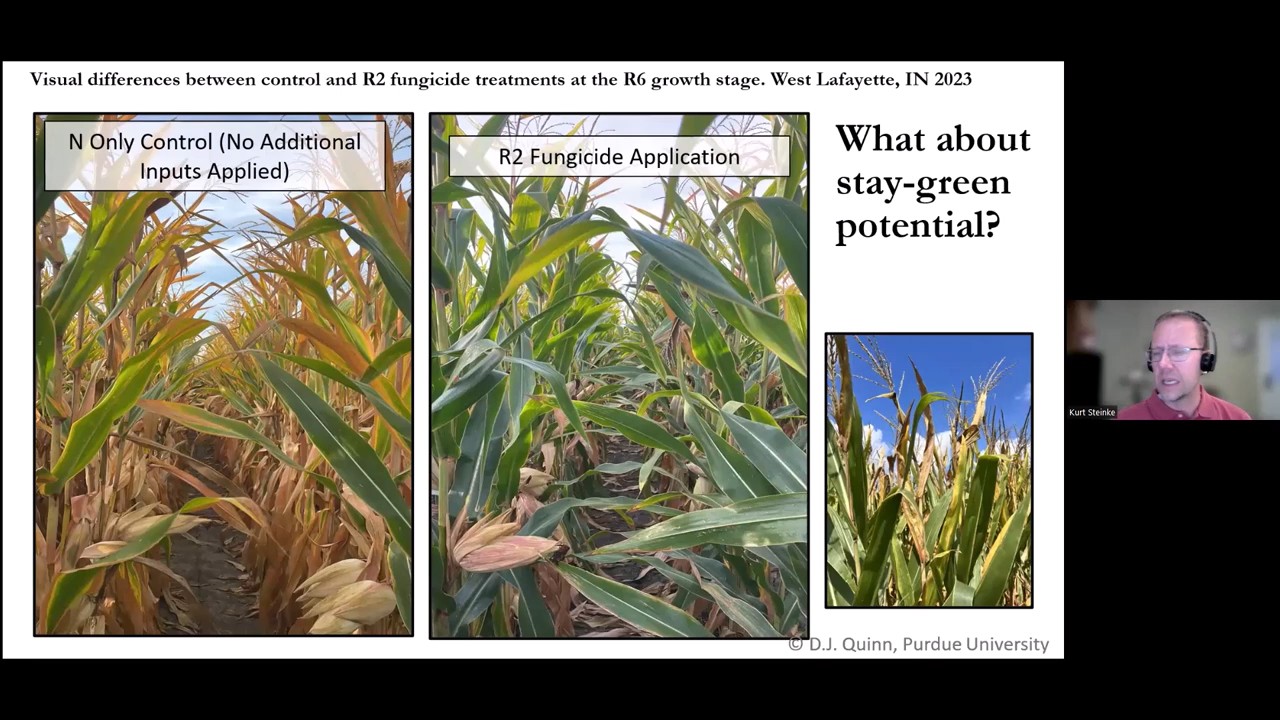 Visual differences between control and R2 fungicide treatments at the R6 growth stage. West Lafayette, IN 2023
N Only Control (No Additional
Inputs Applied)
R2 Fungicide Application
What about
stay-green
potential?
Kurt Steinke
© D.J. Quinn, Purdue University